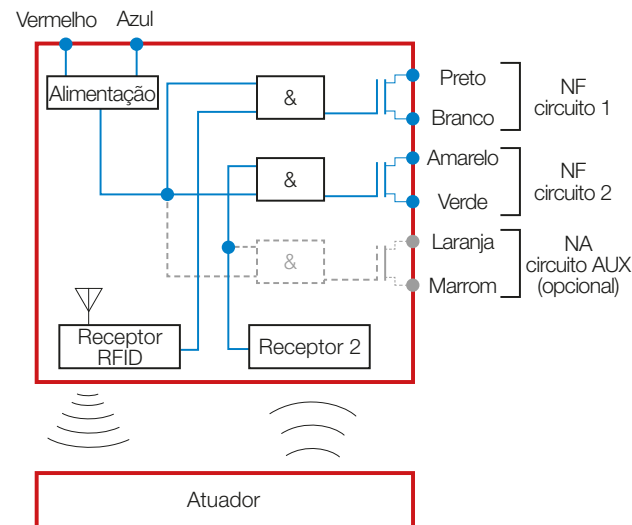 Vermelho
Azul
Alimentação
&
Preto
Branco
NF
circuito 1
&
Amarelo
Verde
NF
circuito 2
&
Laranja
Marrom
NA
circuito AUX
(opcional)
Receptor
RFID
Receptor 2
Atuador